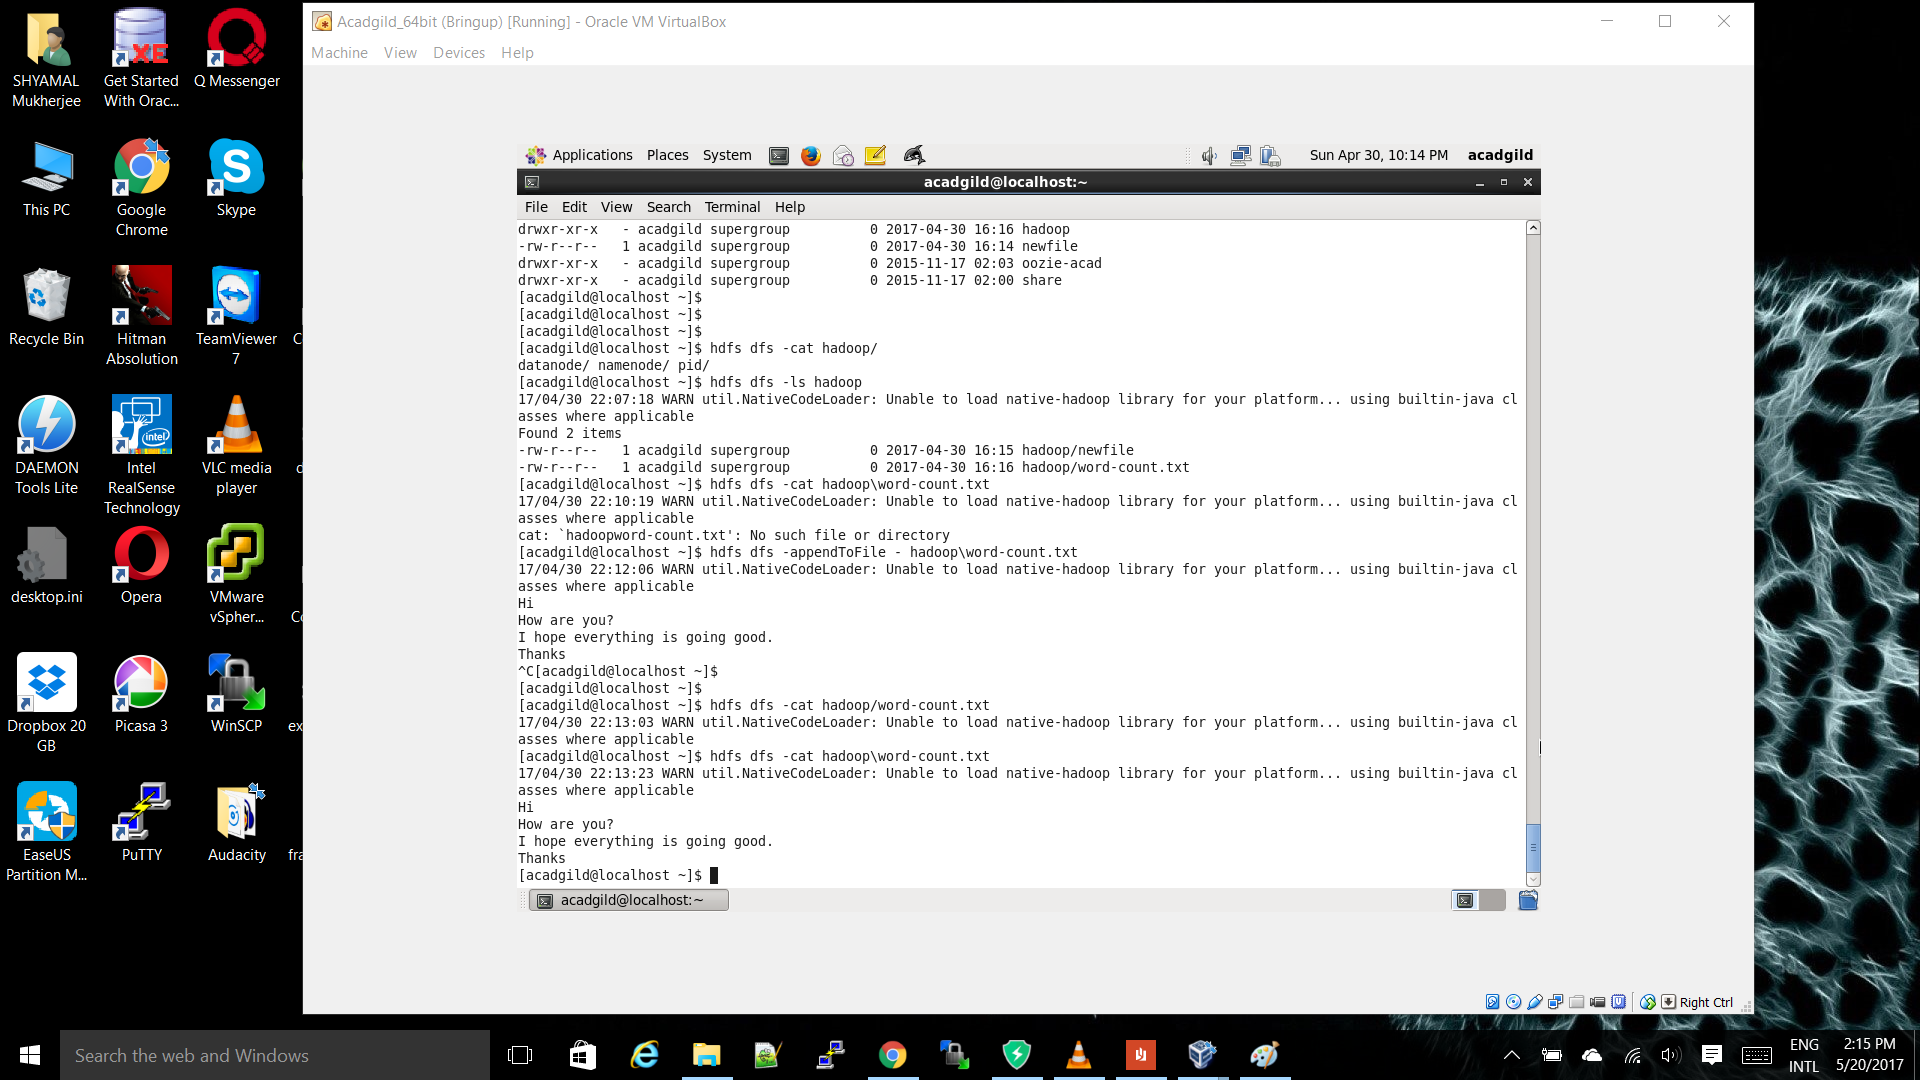 SHYAMAL
Mukherjee
Get Started
With Orac...
Q Messenger
This PC
Google
Chrome
Skype
Recycle Bin
Hitman
Absolution
TeamViewer
7
C
DAEMON
Tools Lite
Intel
RealSense
Technology
VLC media
player
d
desktop.ini
Opera
VMware
vSpher...
Co
Dropbox 20
GB
Picasa 3
WinSCP
ex
EaseUS
Partition M...
PuTTY
Audacity
fra
Acadgild_64bit (Bringup) [Running] - Oracle VM VirtualBox
Machine View Devices Help
Applications Places System Sun Apr 30, 10:14 PM acadgild
acadgild@localhost:~
File Edit View Search Terminal Help
drwxr-xr-x   - acadgild supergroup          0 2017-04-30 16:16 hadoop
-rw-r--r--   1 acadgild supergroup          0 2017-04-30 16:14 newfile
drwxr-xr-x   - acadgild supergroup          0 2015-11-17 02:03 oozie-acad
drwxr-xr-x   - acadgild supergroup          0 2015-11-17 02:00 share
[acadgild@localhost ~]$
[acadgild@localhost ~]$
[acadgild@localhost ~]$
[acadgild@localhost ~]$ hdfs dfs -cat hadoop/
datanode/ namenode/ pid/
[acadgild@localhost ~]$ hdfs dfs -ls hadoop
17/04/30 22:07:18 WARN util.NativeCodeLoader: Unable to load native-hadoop library for your platform... using builtin-java cl
asses where applicable
Found 2 items
-rw-r--r--   1 acadgild supergroup          0 2017-04-30 16:15 hadoop/newfile
-rw-r--r--   1 acadgild supergroup          0 2017-04-30 16:16 hadoop/word-count.txt
[acadgild@localhost ~]$ hdfs dfs -cat hadoop\word-count.txt
17/04/30 22:10:19 WARN util.NativeCodeLoader: Unable to load native-hadoop library for your platform... using builtin-java cl
asses where applicable
cat: `hadoopword-count.txt': No such file or directory
[acadgild@localhost ~]$ hdfs dfs -appendToFile - hadoop\word-count.txt
17/04/30 22:12:06 WARN util.NativeCodeLoader: Unable to load native-hadoop library for your platform... using builtin-java cl
asses where applicable
Hi
How are you?
I hope everything is going good.
Thanks
^C[acadgild@localhost ~]$
[acadgild@localhost ~]$
[acadgild@localhost ~]$ hdfs dfs -cat hadoop/word-count.txt
17/04/30 22:13:03 WARN util.NativeCodeLoader: Unable to load native-hadoop library for your platform... using builtin-java cl
asses where applicable
[acadgild@localhost ~]$ hdfs dfs -cat hadoop\word-count.txt
17/04/30 22:13:23 WARN util.NativeCodeLoader: Unable to load native-hadoop library for your platform... using builtin-java cl
asses where applicable
Hi
How are you?
I hope everything is going good.
Thanks
[acadgild@localhost ~]$
acadgild@localhost:~
Right Ctrl
Search the web and Windows
ENG
INTL
2:15 PM
5/20/2017